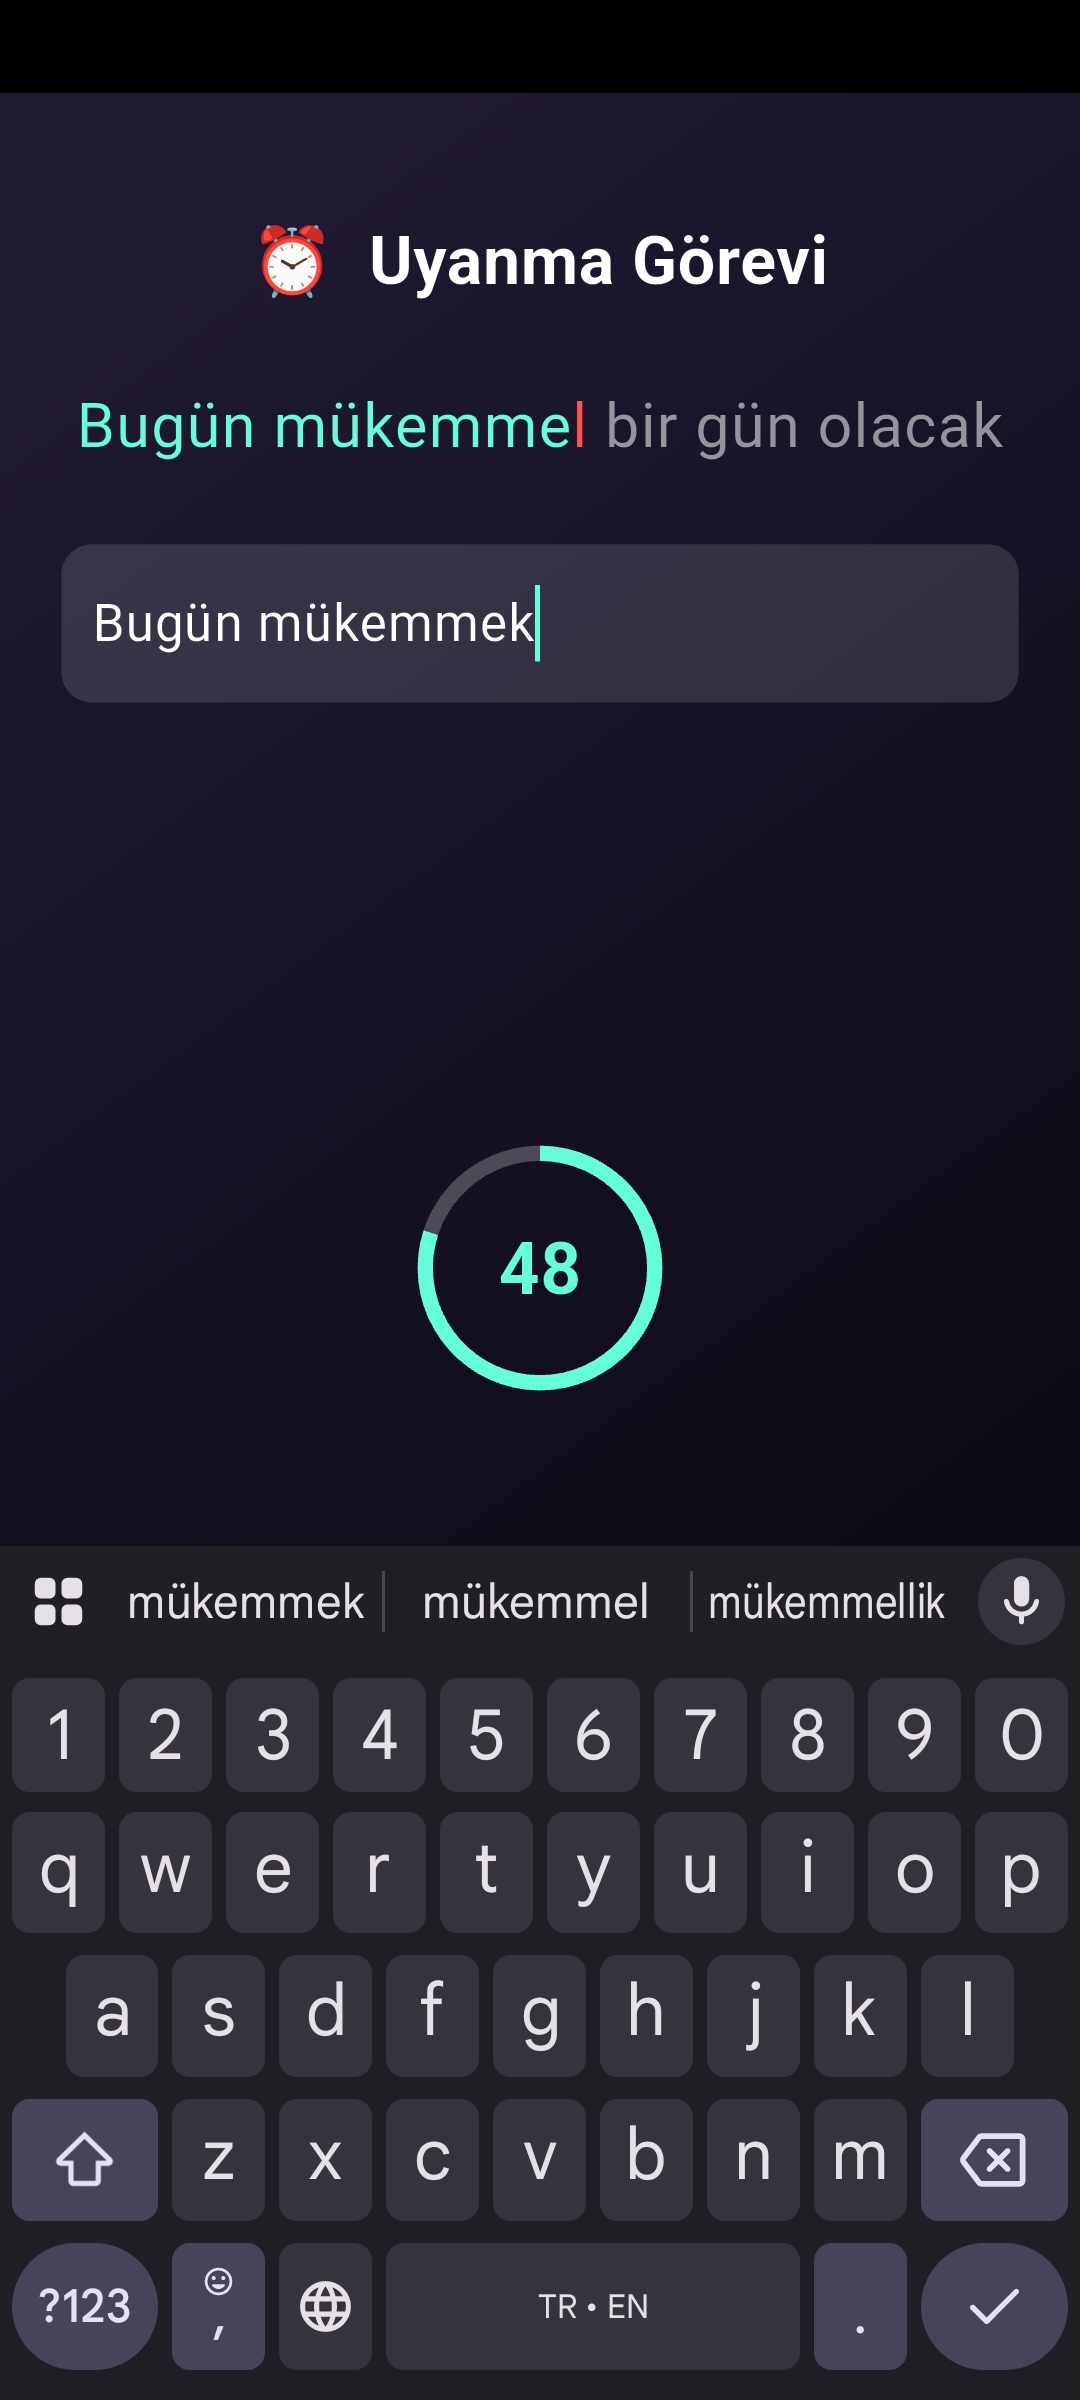 ⏰ Uyanma Görevi
Bugün mükemmel bir gün olacak
Bugün mükemmek
48
mükemmek mükemmel mükemmellik
1 2 3 4 5 6 7 8 9 0
q w e r t y u i o p
a s d f g h j k l
z x c v b n m
?123 , TR • EN .